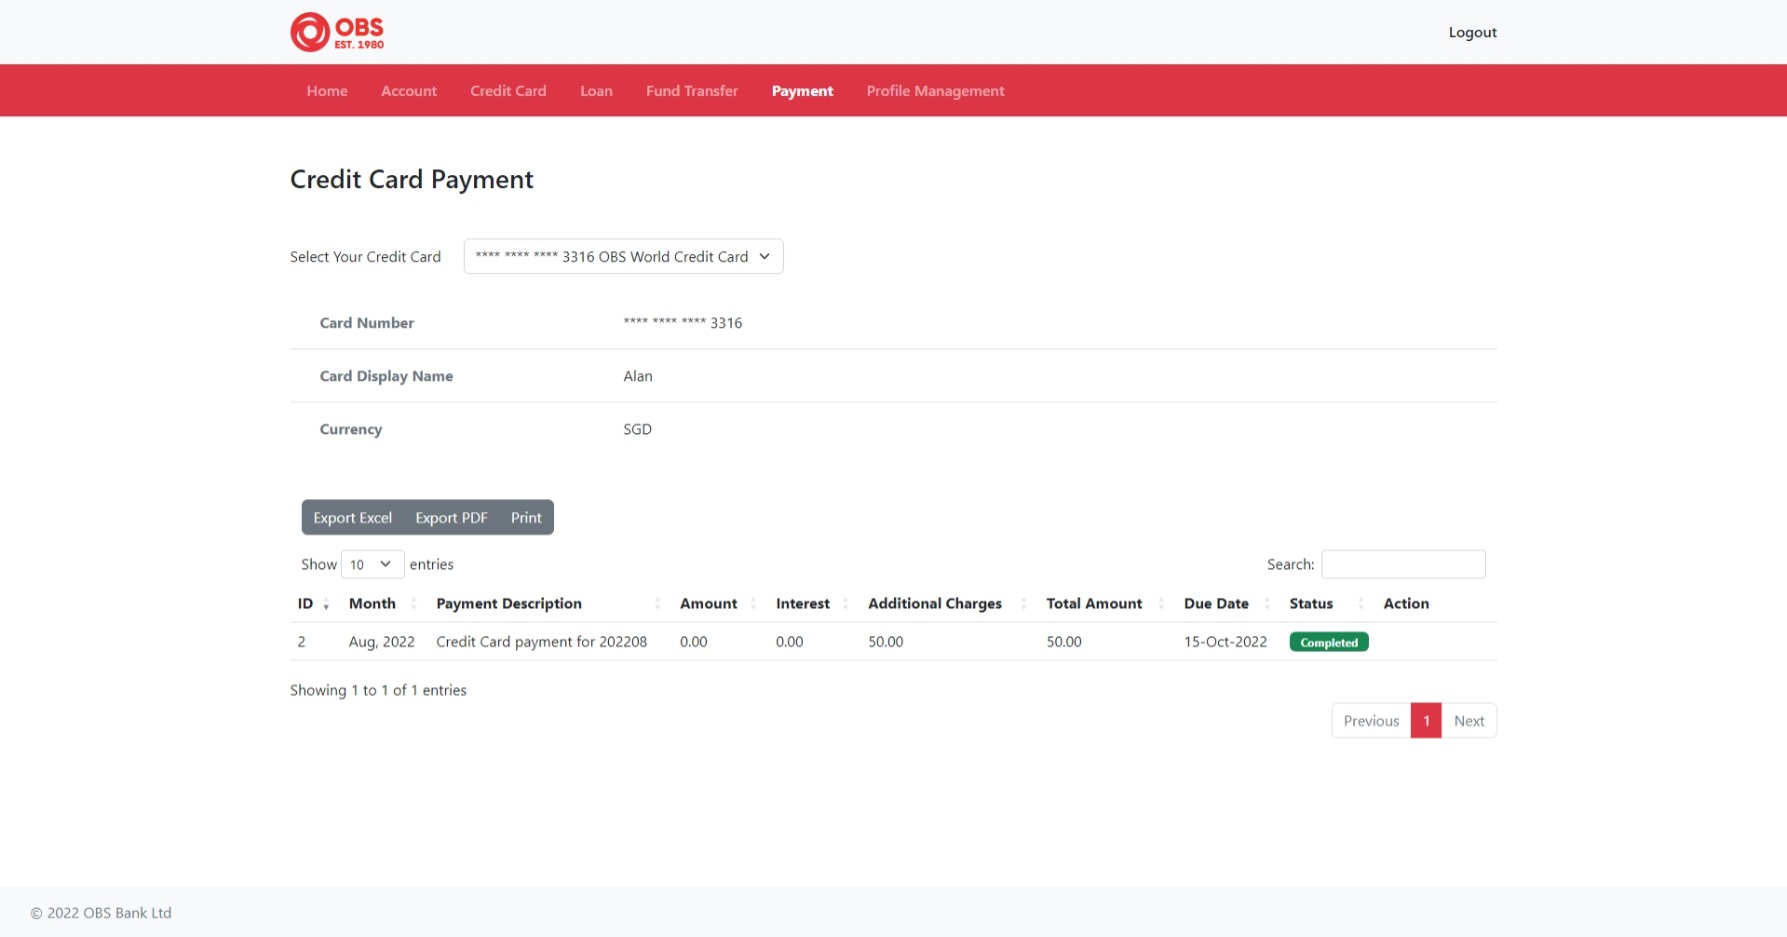 OBS
EST. 1980
Logout
Home Account Credit Card Loan Fund Transfer Payment Profile Management
Credit Card Payment
Select Your Credit Card **** **** **** 3316 OBS World Credit Card
Card Number **** **** **** 3316
Card Display Name Alan
Currency SGD
Export Excel Export PDF Print
Show 10 entries Search:
ID Month Payment Description Amount Interest Additional Charges Total Amount Due Date Status Action
2 Aug, 2022 Credit Card payment for 202208 0.00 0.00 50.00 50.00 15-Oct-2022 Completed
Showing 1 to 1 of 1 entries
Previous 1 Next
© 2022 OBS Bank Ltd